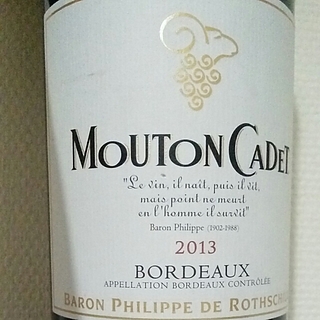 MOUTON CADET
"Le vin, il naît, puis il vit,
mais point ne meurt
en l'homme il survit"
Baron Philippe (1902-1988)
2013
BORDEAUX
APPELLATION BORDEAUX CONTRÔLÉE
BARON PHILIPPE DE ROTHSCH